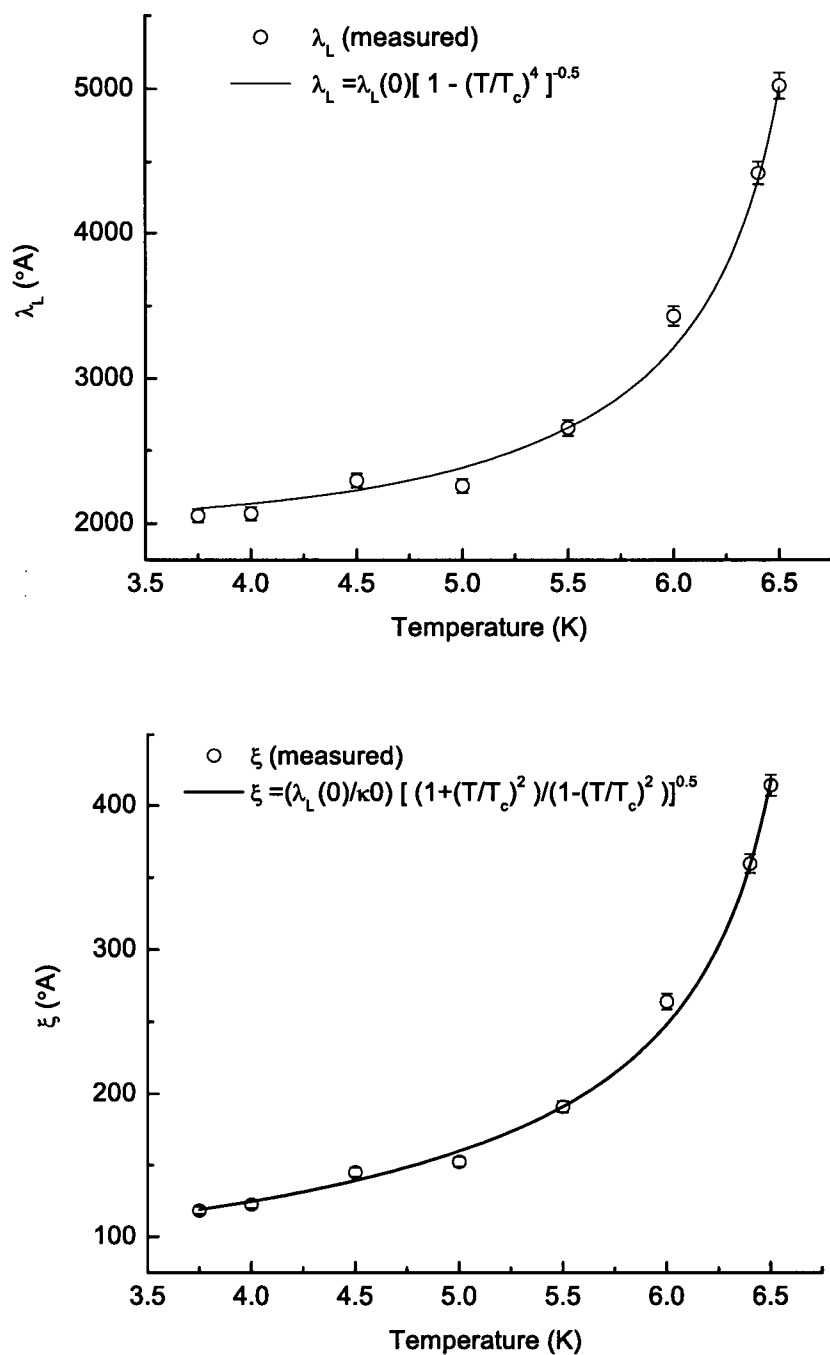 λL (measured)
λL =λL(0)[ 1 - (T/Tc)4 ]-0.5
5000
4000
3000
2000
λL (°A)
3.5 4.0 4.5 5.0 5.5 6.0 6.5
Temperature (K)
ξ (measured)
ξ =(λL(0)/κ0) [ (1+(T/Tc)2 )/(1-(T/Tc)2 )]0.5
400
300
200
100
ξ (°A)
3.5 4.0 4.5 5.0 5.5 6.0 6.5
Temperature (K)